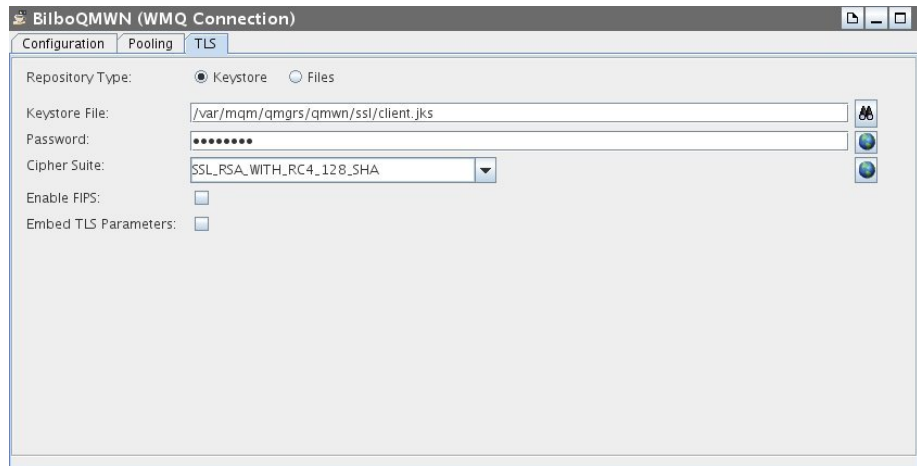 BilboQMWN (WMQ Connection)
Configuration Pooling TLS
Repository Type: Keystore Files
Keystore File: /var/mqm/qmgrs/qmwn/ssl/client.jks
Password: ••••••••
Cipher Suite: SSL_RSA_WITH_RC4_128_SHA
Enable FIPS:
Embed TLS Parameters: